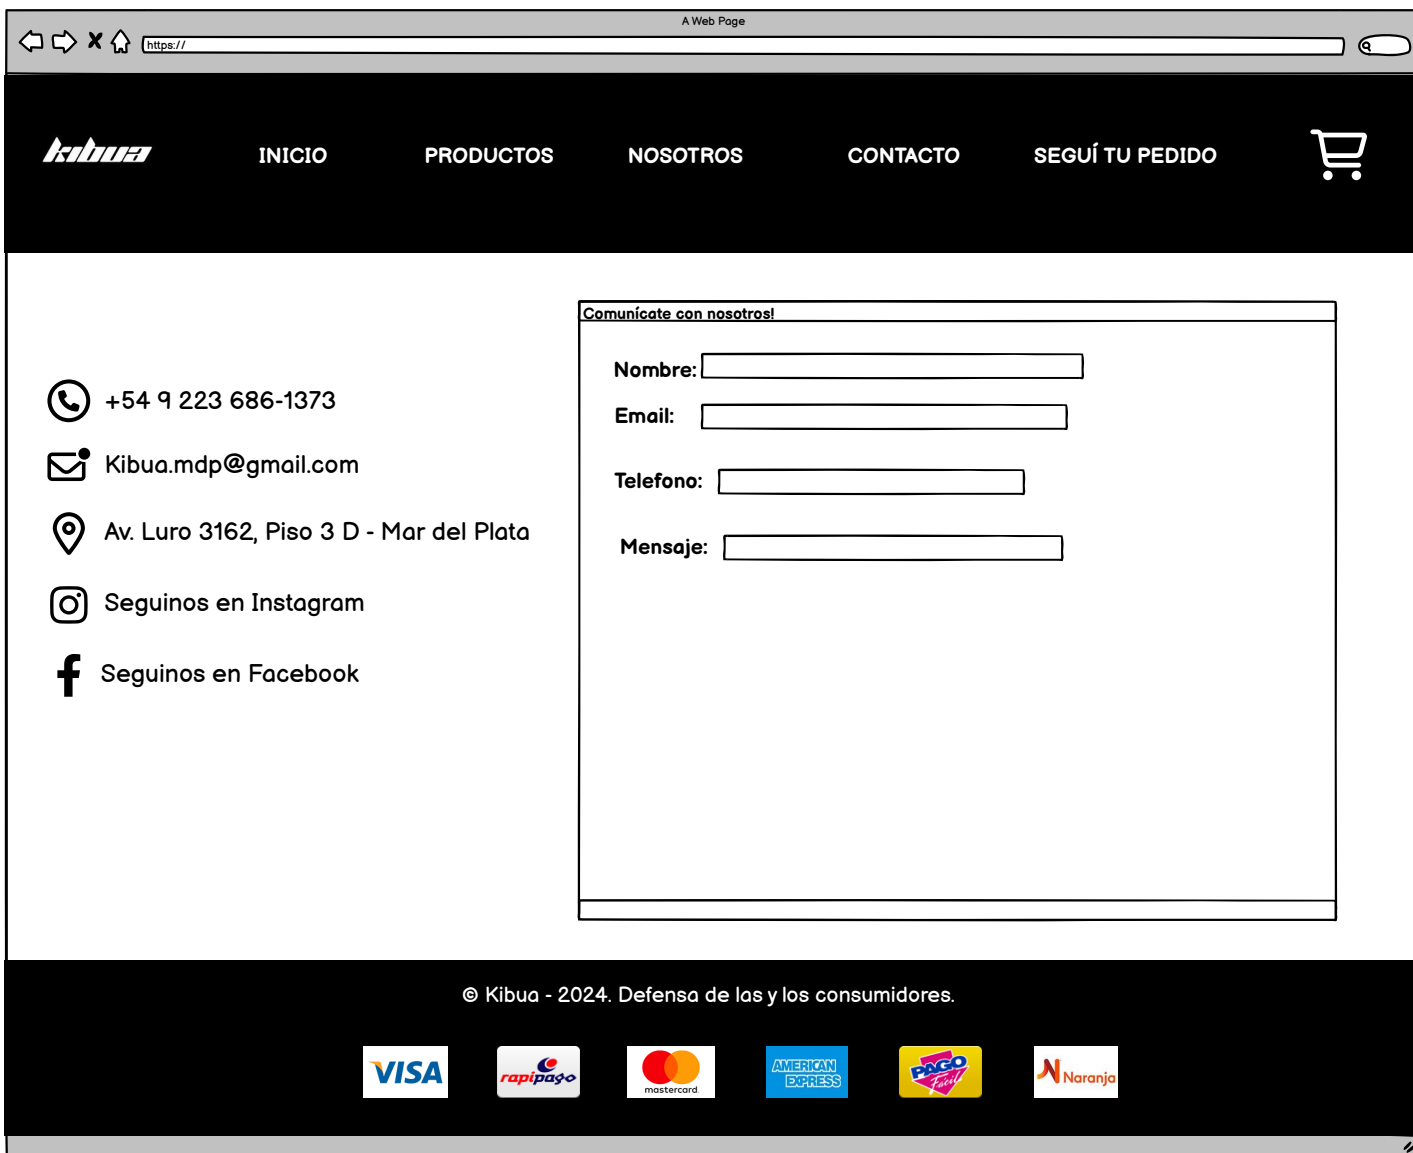 A Web Page
https://
kibua
INICIO
PRODUCTOS
NOSOTROS
CONTACTO
SEGUÍ TU PEDIDO
+54 9 223 686-1373
Kibua.mdp@gmail.com
Av. Luro 3162, Piso 3 D - Mar del Plata
Seguinos en Instagram
Seguinos en Facebook
Comunícate con nosotros!
Nombre:
Email:
Telefono:
Mensaje:
© Kibua - 2024. Defensa de las y los consumidores.
VISA
rapipago
mastercard
AMERICAN
EXPRESS
PAGO
Fácil
Naranja